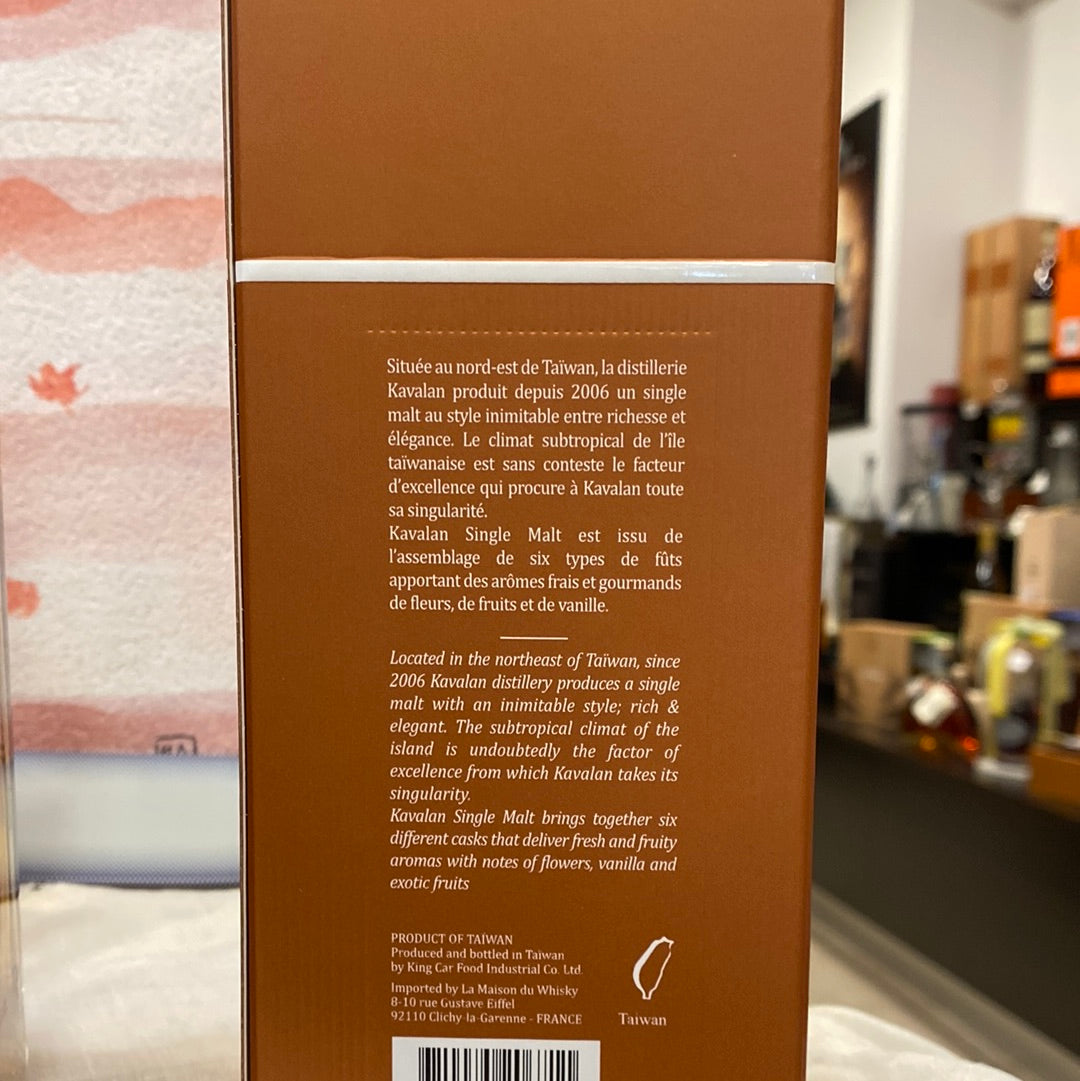 Située au nord-est de Taïwan, la distillerie
Kavalan produit depuis 2006 un single
malt au style inimitable entre richesse et
élégance. Le climat subtropical de l'île
taïwanaise est sans conteste le facteur
d'excellence qui procure à Kavalan toute
sa singularité.
Kavalan Single Malt est issu de
l'assemblage de six types de fûts
apportant des arômes frais et gourmands
de fleurs, de fruits et de vanille.
Located in the northeast of Taïwan, since
2006 Kavalan distillery produces a single
malt with an inimitable style; rich &
elegant. The subtropical climat of the
island is undoubtedly the factor of
excellence from which Kavalan takes its
singularity.
Kavalan Single Malt brings together six
different casks that deliver fresh and fruity
aromas with notes of flowers, vanilla and
exotic fruits
PRODUCT OF TAÏWAN
Produced and bottled in Taïwan
by King Car Food Industrial Co. Ltd.
Imported by La Maison du Whisky
8-10 rue Gustave Eiffel
92110 Clichy-la-Garenne - FRANCE
Taiwan